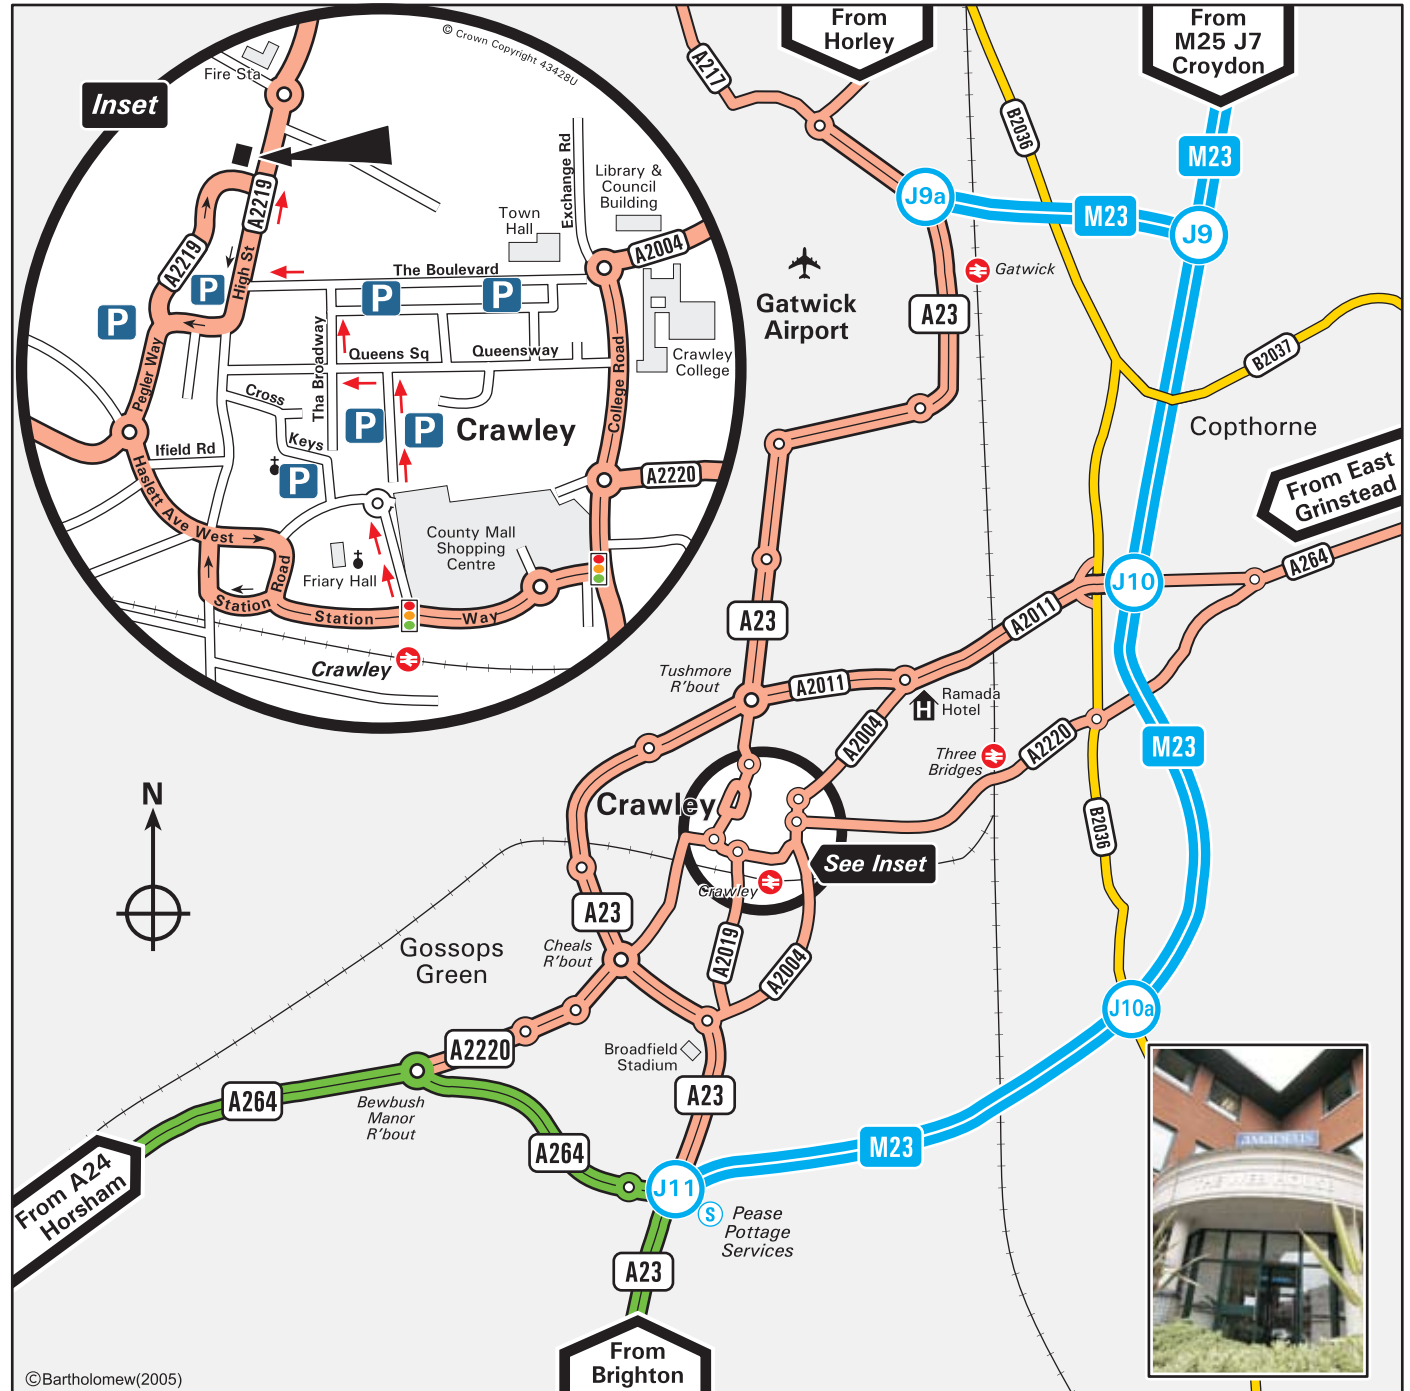 From
Horley
From
M25 J7
Croydon
© Crown Copyright 43428U
Fire Sta
Inset
A217
B2036
M23
Exchange Rd
Library &
Council
Building
Town
Hall
A2219
A2004
J9a
M23
J9
A2219
High St
The Boulevard
P
P
P
P
Gatwick
Gatwick
Airport
A23
Tha Broadway
Queens Sq
Queensway
College Road
Crawley
College
Pegler Way
B2037
Cross
Keys
P
P
Crawley
Copthorne
Ifield Rd
P
A2220
From East
Grinstead
Haslett Ave West
County Mall
Shopping
Centre
Friary Hall
Station
Road
Station
Way
Crawley
A264
J10
A2011
A23
Tushmore
R'bout
A2011
H
Ramada
Hotel
A2004
Three
Bridges
A2220
M23
N
Crawley
B2036
See Inset
Crawley
A23
Gossops
Green
Cheals
R'bout
A2019
A2004
J10a
A2220
Broadfield
Stadium
A264
Bewbush
Manor
R'bout
A23
A264
M23
amadeus
From A24
Horsham
J11
S
Pease
Pottage
Services
A23
From
Brighton
©Bartholomew(2005)